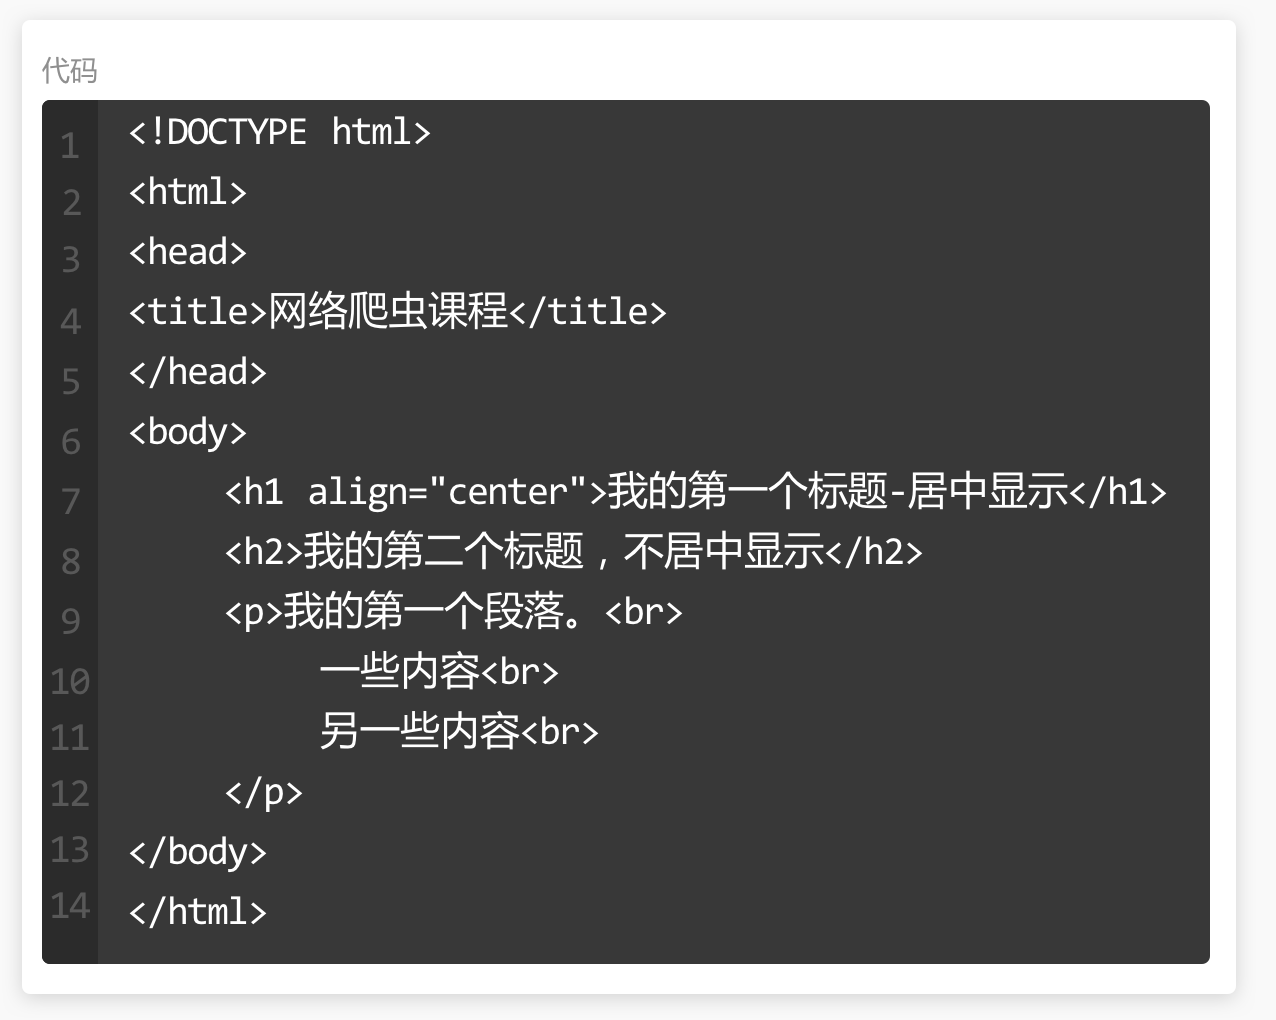 代码
1 <!DOCTYPE html>
2 <html>
3 <head>
4 <title>网络爬虫课程</title>
5 </head>
6 <body>
7 <h1 align="center">我的第一个标题-居中显示</h1>
8 <h2>我的第二个标题，不居中显示</h2>
9 <p>我的第一个段落。<br>
10 一些内容<br>
11 另一些内容<br>
12 </p>
13 </body>
14 </html>